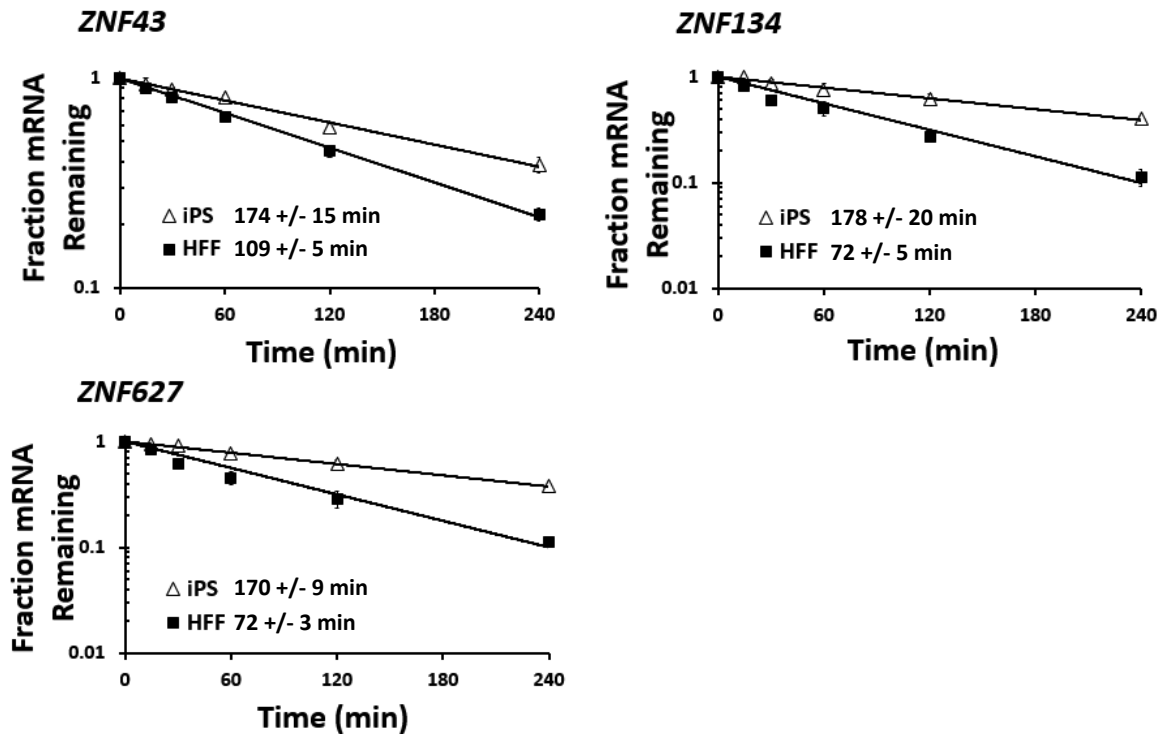 ZNF43
Fraction mRNA
Remaining
1
0.1
△ iPS 174 +/- 15 min
■ HFF 109 +/- 5 min
0 60 120 180 240
Time (min)
ZNF134
Fraction mRNA
Remaining
1
0.1
0.01
△ iPS 178 +/- 20 min
■ HFF 72 +/- 5 min
0 60 120 180 240
Time (min)
ZNF627
Fraction mRNA
Remaining
1
0.1
0.01
△ iPS 170 +/- 9 min
■ HFF 72 +/- 3 min
0 60 120 180 240
Time (min)